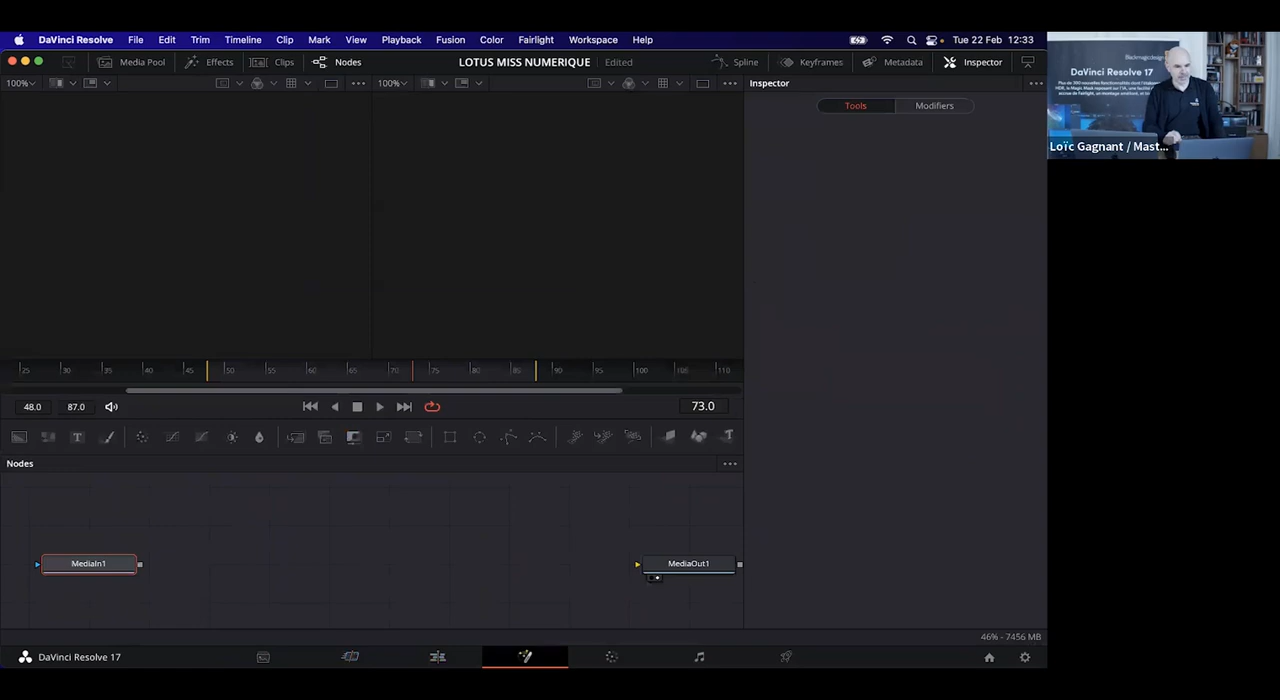 DaVinci Resolve File Edit Trim Timeline Clip Mark View Playback Fusion Color Fairlight Workspace Help Tue 22 Feb 12:33
Media Pool Effects Clips Nodes LOTUS MISS NUMERIQUE Edited Spline Keyframes Metadata Inspector
100% 100% Inspector
Tools Modifiers
25 30 35 40 45 50 55 60 65 70 75 80 85 90 95 100 105 110
48.0 87.0 73.0
T T
Nodes
MediaIn1 MediaOut1
46% - 7456 MB
DaVinci Resolve 17
Blackmagicdesign
DaVinci Resolve 17
Loïc Gagnant / Mast...